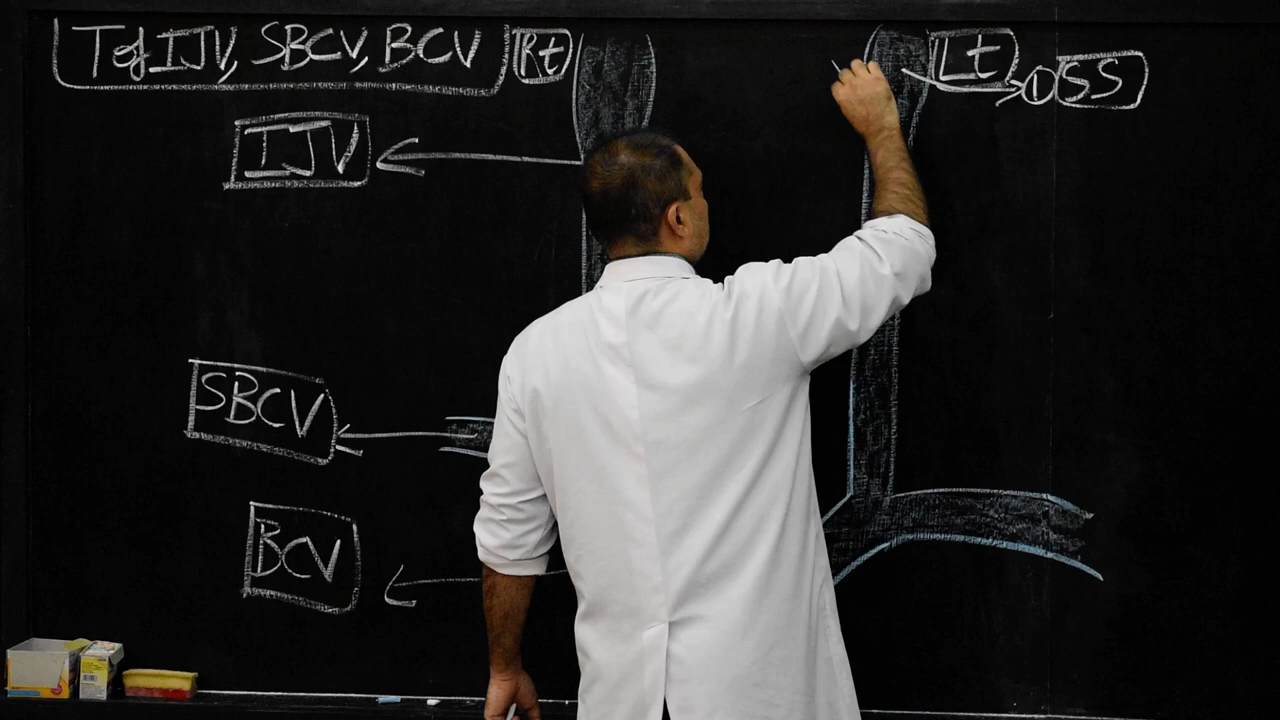 T of IJV, SBCV, BCV Rt
Lt 1 SS
IJV
SBCV
BCV